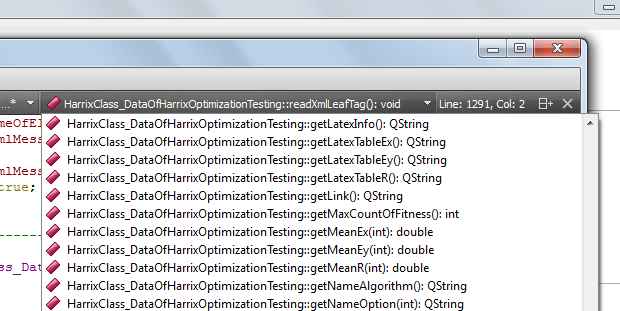 ...* HarrixClass_DataOfHarrixOptimizationTesting::readXmlLeafTag(): void Line: 1291, Col: 2
HarrixClass_DataOfHarrixOptimizationTesting::getLatexInfo(): QString
meOfEl
HarrixClass_DataOfHarrixOptimizationTesting::getLatexTableEx(): QString
mlMess
HarrixClass_DataOfHarrixOptimizationTesting::getLatexTableEy(): QString
mlMess
HarrixClass_DataOfHarrixOptimizationTesting::getLatexTableR(): QString
true;
HarrixClass_DataOfHarrixOptimizationTesting::getLink(): QString
HarrixClass_DataOfHarrixOptimizationTesting::getMaxCountOfFitness(): int
HarrixClass_DataOfHarrixOptimizationTesting::getMeanEx(int): double
HarrixClass_DataOfHarrixOptimizationTesting::getMeanEy(int): double
ss_Dat HarrixClass_DataOfHarrixOptimizationTesting::getMeanR(int): double
HarrixClass_DataOfHarrixOptimizationTesting::getNameAlgorithm(): QString
HarrixClass_DataOfHarrixOptimizationTesting::getNameOption(int): QString